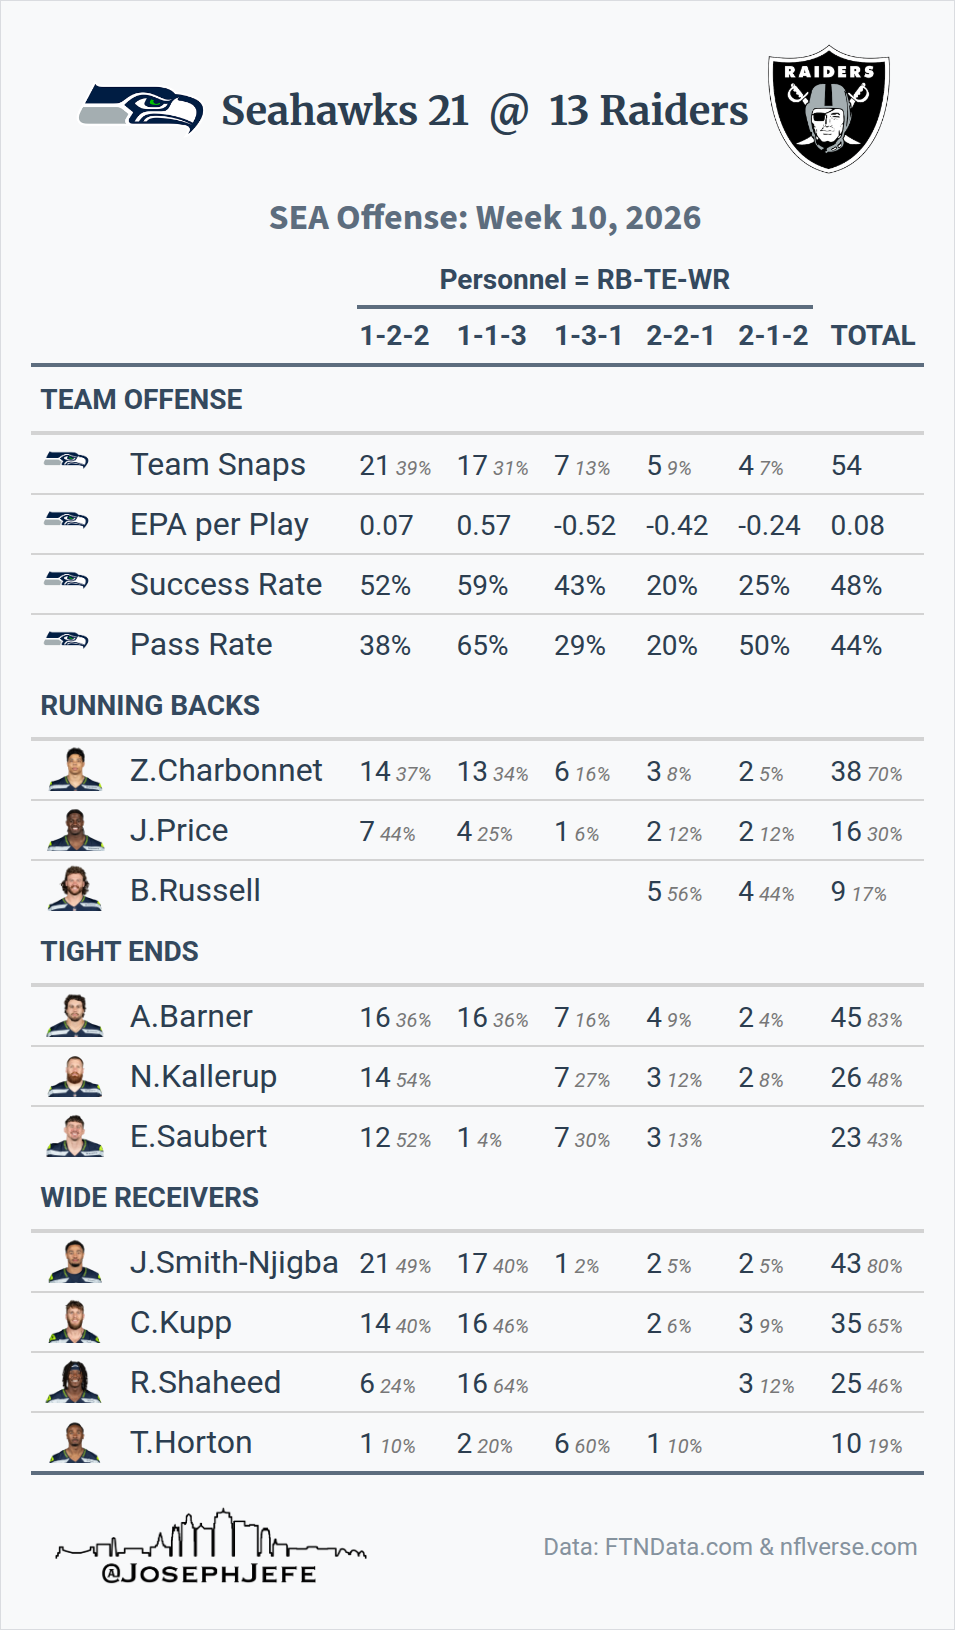 Seahawks 21 @ 13 Raiders
RAIDERS
SEA Offense: Week 10, 2026
Personnel = RB-TE-WR
1-2-2 1-1-3 1-3-1 2-2-1 2-1-2 TOTAL
TEAM OFFENSE
Team Snaps 21 39% 17 31% 7 13% 5 9% 4 7% 54
EPA per Play 0.07 0.57 -0.52 -0.42 -0.24 0.08
Success Rate 52% 59% 43% 20% 25% 48%
Pass Rate 38% 65% 29% 20% 50% 44%
RUNNING BACKS
Z.Charbonnet 14 37% 13 34% 6 16% 3 8% 2 5% 38 70%
J.Price 7 44% 4 25% 1 6% 2 12% 2 12% 16 30%
B.Russell 5 56% 4 44% 9 17%
TIGHT ENDS
A.Barner 16 36% 16 36% 7 16% 4 9% 2 4% 45 83%
N.Kallerup 14 54% 7 27% 3 12% 2 8% 26 48%
E.Saubert 12 52% 1 4% 7 30% 3 13% 23 43%
WIDE RECEIVERS
J.Smith-Njigba 21 49% 17 40% 1 2% 2 5% 2 5% 43 80%
C.Kupp 14 40% 16 46% 2 6% 3 9% 35 65%
R.Shaheed 6 24% 16 64% 3 12% 25 46%
T.Horton 1 10% 2 20% 6 60% 1 10% 10 19%
@JOSEPHJEFE
Data: FTNData.com & nflverse.com